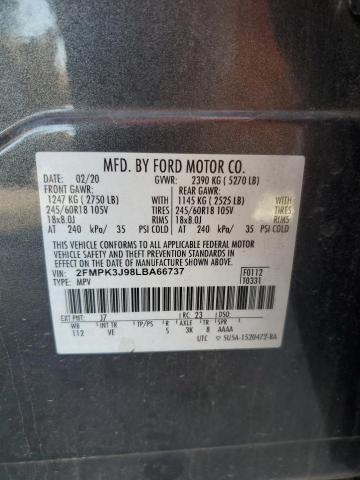 MFD. BY FORD MOTOR CO.
DATE: 02/20 GVWR: 2390 KG ( 5270 LB)
FRONT GAWR: REAR GAWR:
1247 KG ( 2750 LB) WITH 1145 KG ( 2525 LB) WITH
245/60R18 105V TIRES 245/60R18 105V TIRES
18x8.0J RIMS 18x8.0J RIMS
AT 240 kPa/ 35 PSI COLD AT 240 kPa/ 35 PSI COLD
THIS VEHICLE CONFORMS TO ALL APPLICABLE FEDERAL MOTOR VEHICLE
SAFETY AND THEFT PREVENTION STANDARDS IN
EFFECT ON THE DATE OF MANUFACTURE SHOWN ABOVE.
VIN: 2FMPK3J98LBA66737 F0112
TYPE: MPV T0331
EXT PNT: J7 RC: 23 DSO:
WB INT TR TP/PS R AXLE TR SPR
112 VE 5 3K 8 AAAA
UTC 5U5A-1520472-BA